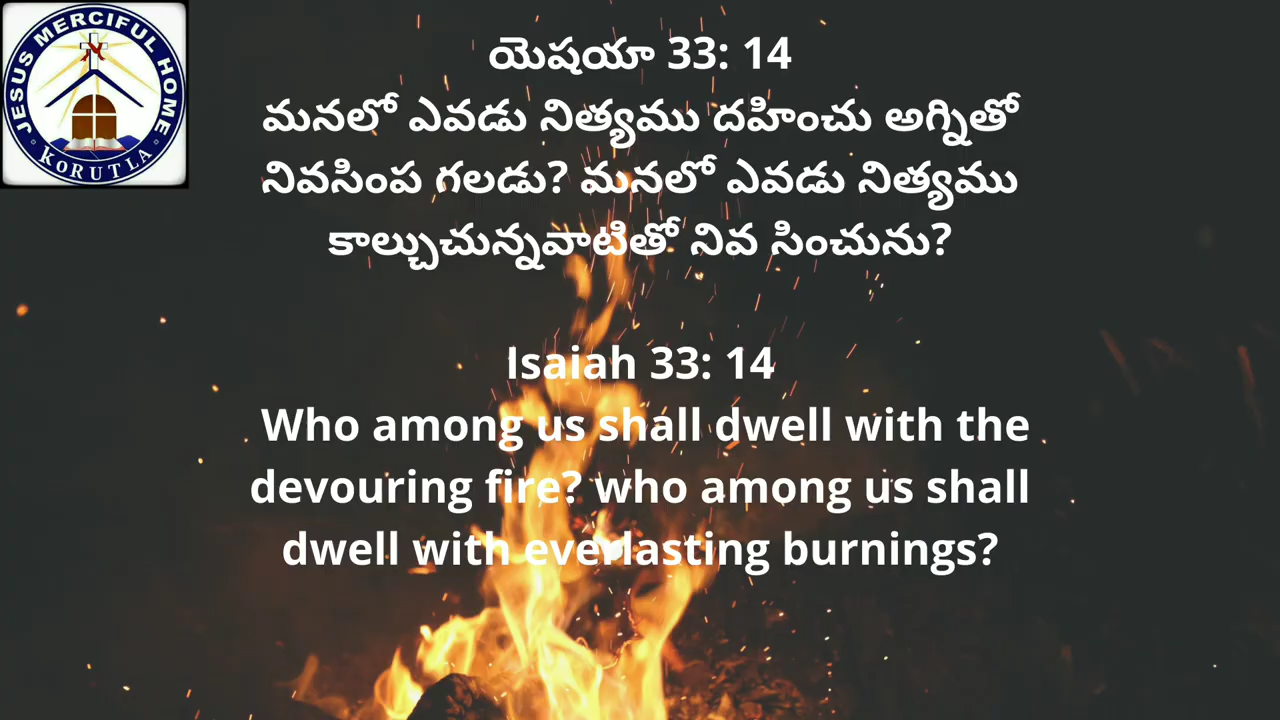 JESUS MERCIFUL HOME
KORUTLA
యెషయా 33: 14
మనలో ఎవడు నిత్యము దహించు అగ్నితో
నివసింప గలడు? మనలో ఎవడు నిత్యము
కాల్చుచున్నవాటితో నివ సించును?
Isaiah 33: 14
Who among us shall dwell with the
devouring fire? who among us shall
dwell with everlasting burnings?